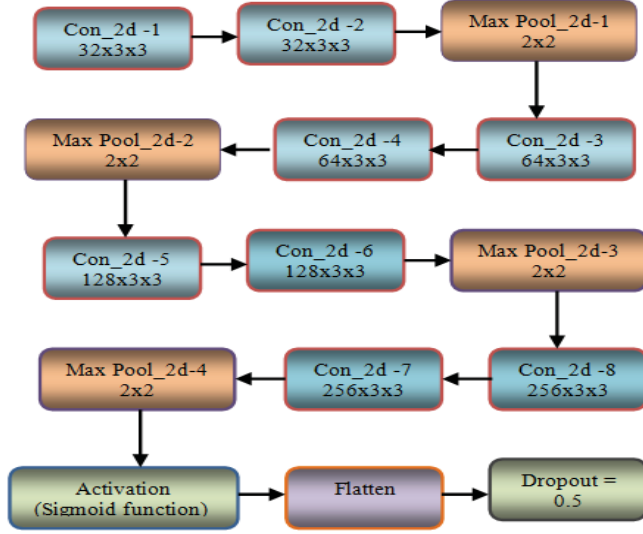 Con_2d -1
32x3x3
Con_2d -2
32x3x3
Max Pool_2d-1
2x2
Max Pool_2d-2
2x2
Con_2d -4
64x3x3
Con_2d -3
64x3x3
Con_2d -5
128x3x3
Con_2d -6
128x3x3
Max Pool_2d-3
2x2
Max Pool_2d-4
2x2
Con_2d -7
256x3x3
Con_2d -8
256x3x3
Activation
(Sigmoid function)
Flatten
Dropout =
0.5